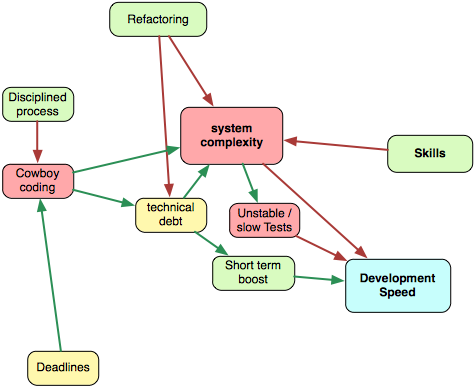 Refactoring
Disciplined
process
system
complexity
Skills
Cowboy
coding
technical
debt
Unstable /
slow Tests
Short term
boost
Development
Speed
Deadlines